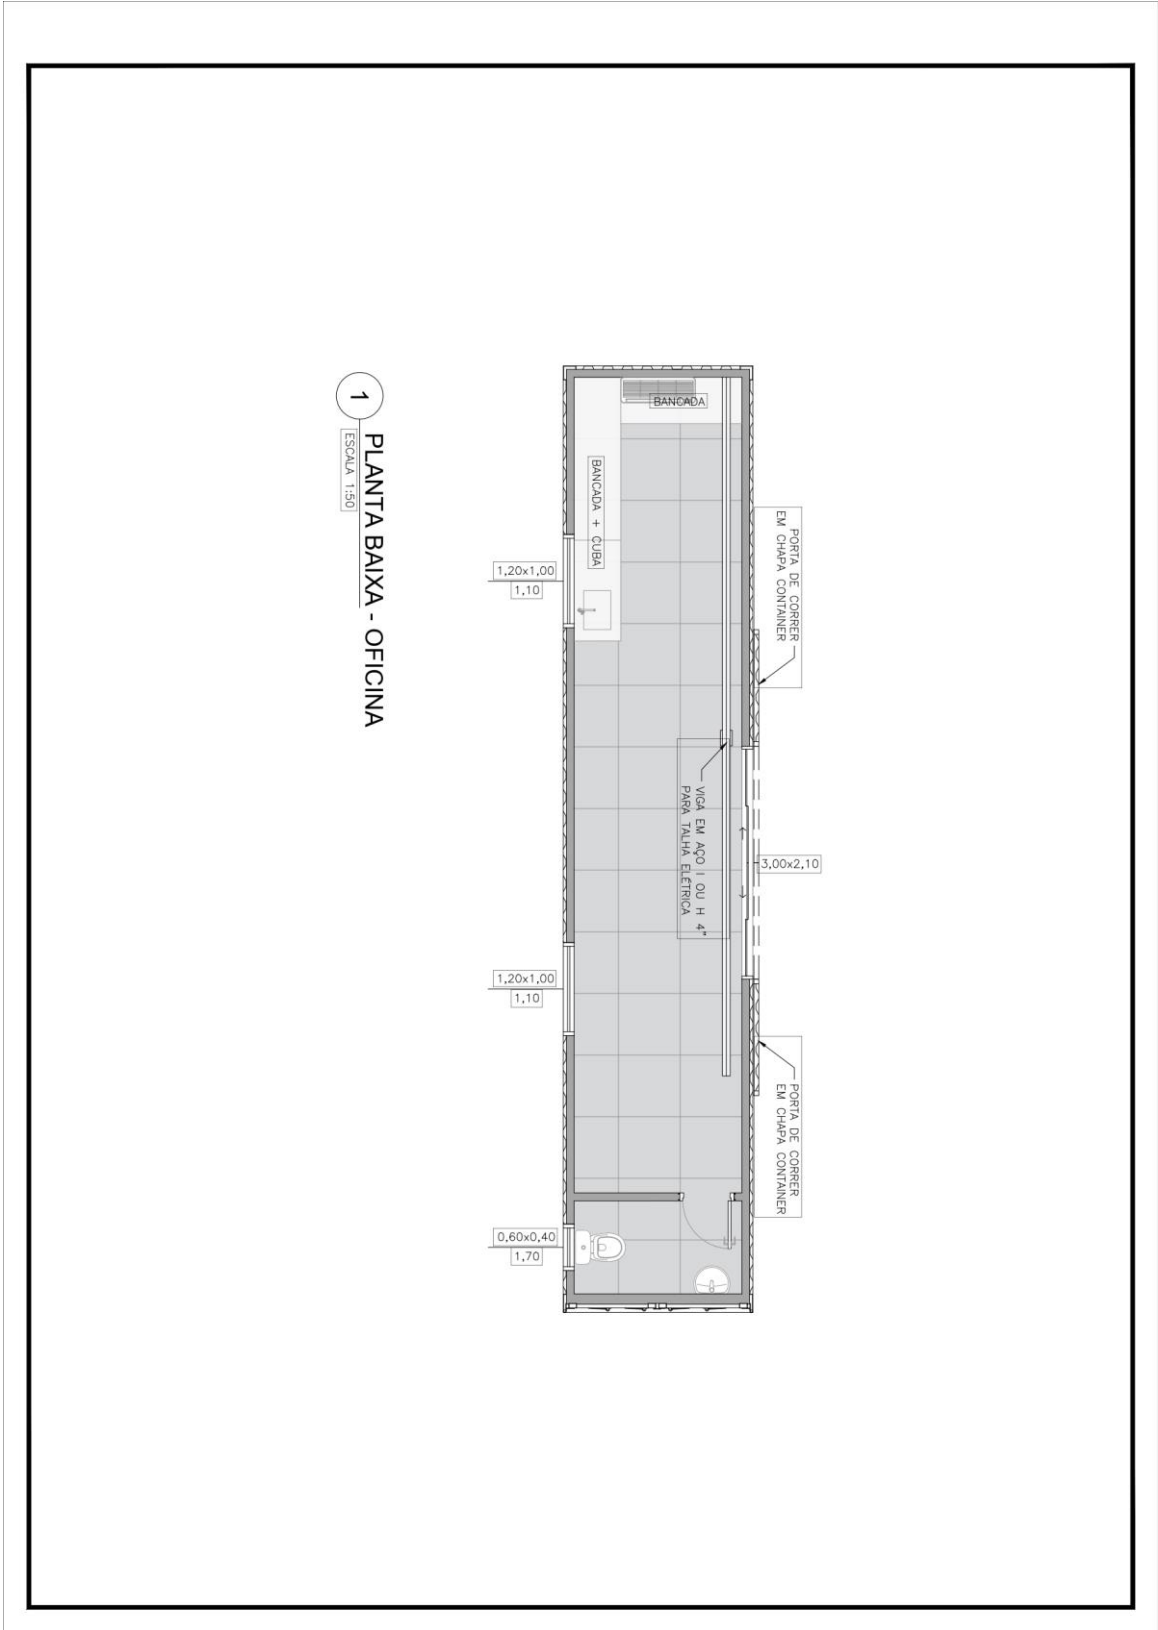 BANCADA
BANCADA + CUBA
PORTA DE CORRER
EM CHAPA CONTAINER
1,20x1,00
1,10
VIGA EM AÇO I OU H 4"
PARA TALHA ELÉTRICA
3,00x2,10
1,20x1,00
1,10
PORTA DE CORRER
EM CHAPA CONTAINER
0,60x0,40
1,70
1
PLANTA BAIXA - OFICINA
ESCALA 1:50